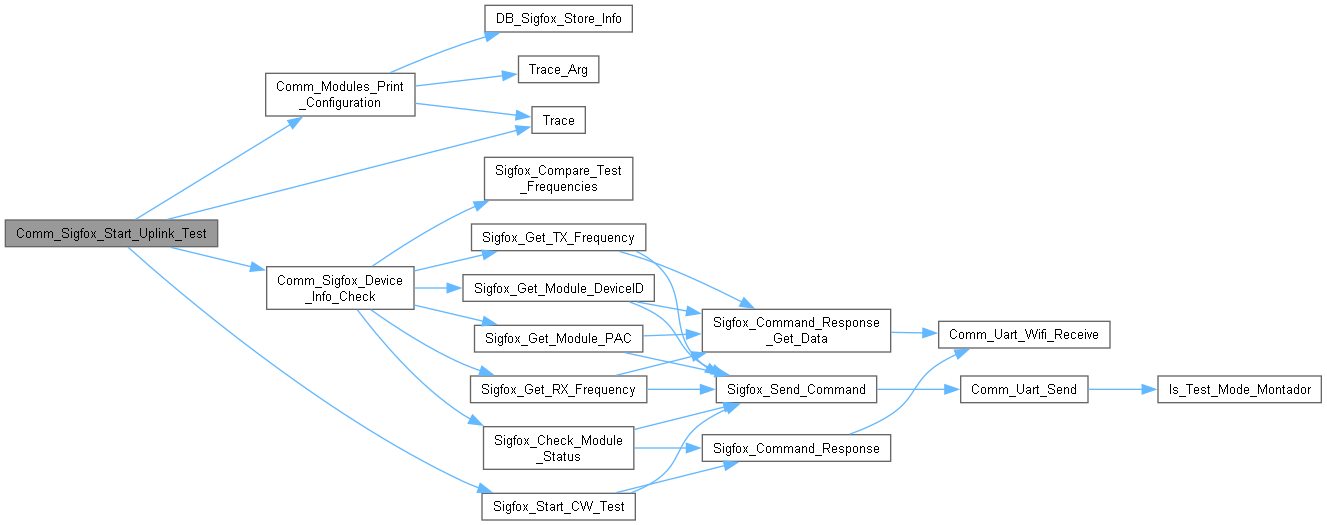 DB_Sigfox_Store_Info
Trace_Arg
Comm_Modules_Print
_Configuration
Trace
Sigfox_Compare_Test
_Frequencies
Comm_Sigfox_Start_Uplink_Test
Sigfox_Get_TX_Frequency
Comm_Sigfox_Device
_Info_Check
Sigfox_Get_Module_DeviceID
Sigfox_Command_Response
_Get_Data
Sigfox_Get_Module_PAC
Comm_Uart_Wifi_Receive
Sigfox_Get_RX_Frequency
Sigfox_Send_Command
Comm_Uart_Send
Is_Test_Mode_Montador
Sigfox_Check_Module
_Status
Sigfox_Command_Response
Sigfox_Start_CW_Test